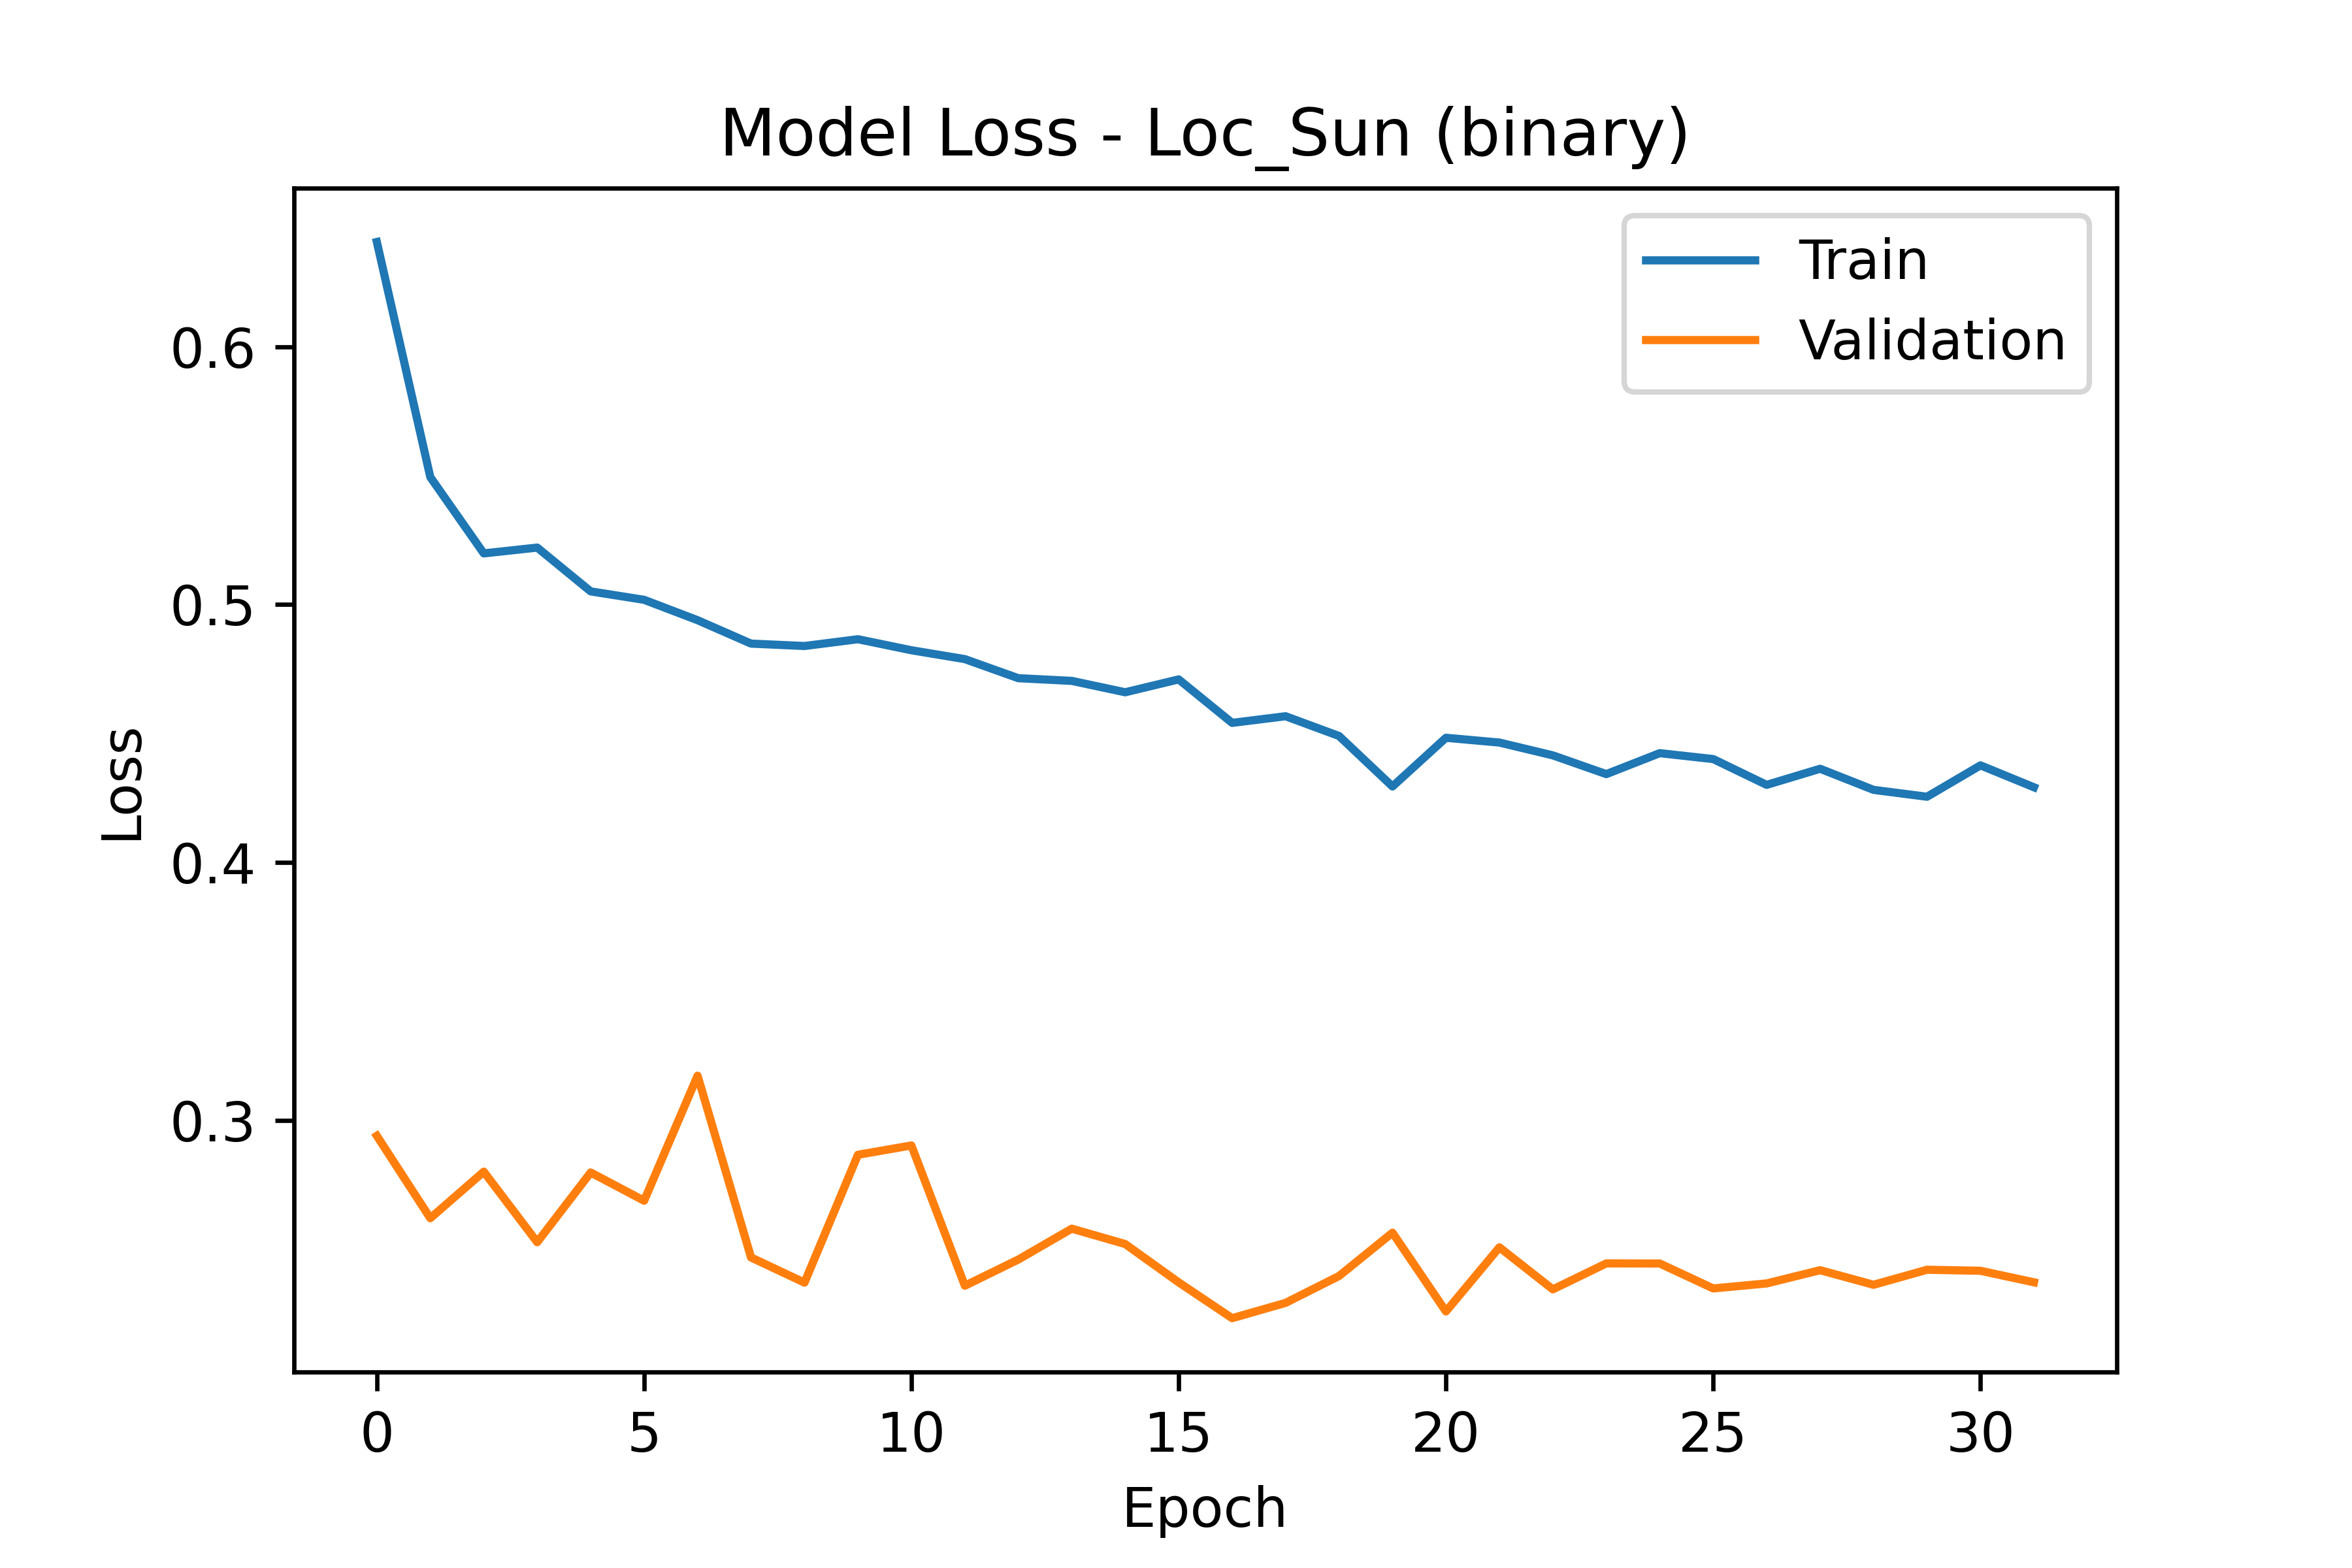 Model Loss - Loc_Sun (binary)
Train
Validation
0.6
0.5
0.4
0.3
Loss
0 5 10 15 20 25 30
Epoch